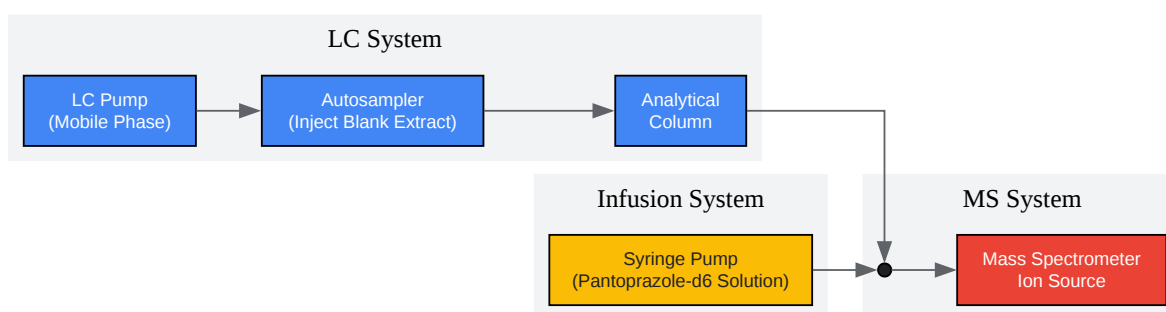 LC System
LC Pump
(Mobile Phase)
Autosampler
(Inject Blank Extract)
Analytical
Column
Infusion System
Syringe Pump
(Pantoprazole-d6 Solution)
MS System
Mass Spectrometer
Ion Source